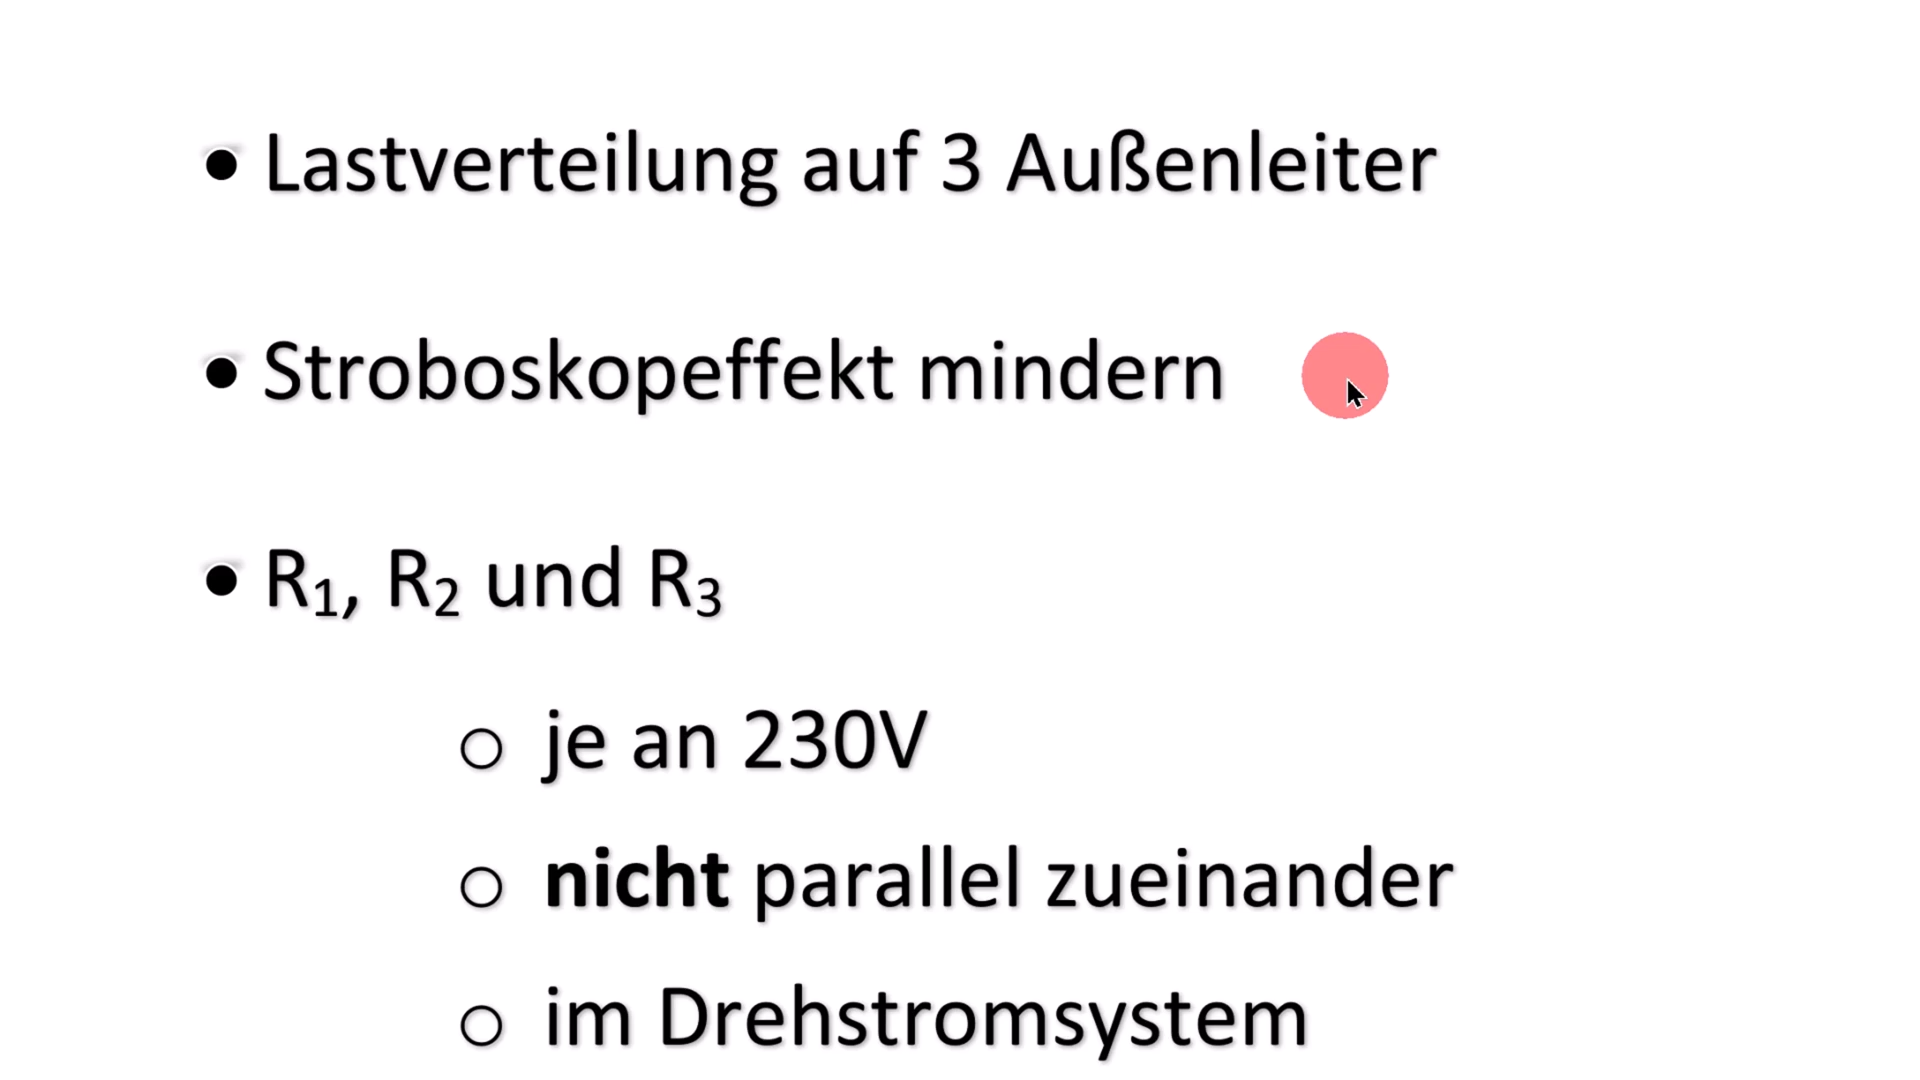 • Lastverteilung auf 3 Außenleiter
• Stroboskopeffekt mindern
• R₁, R₂ und R₃
○ je an 230V
○ nicht parallel zueinander
○ im Drehstromsystem